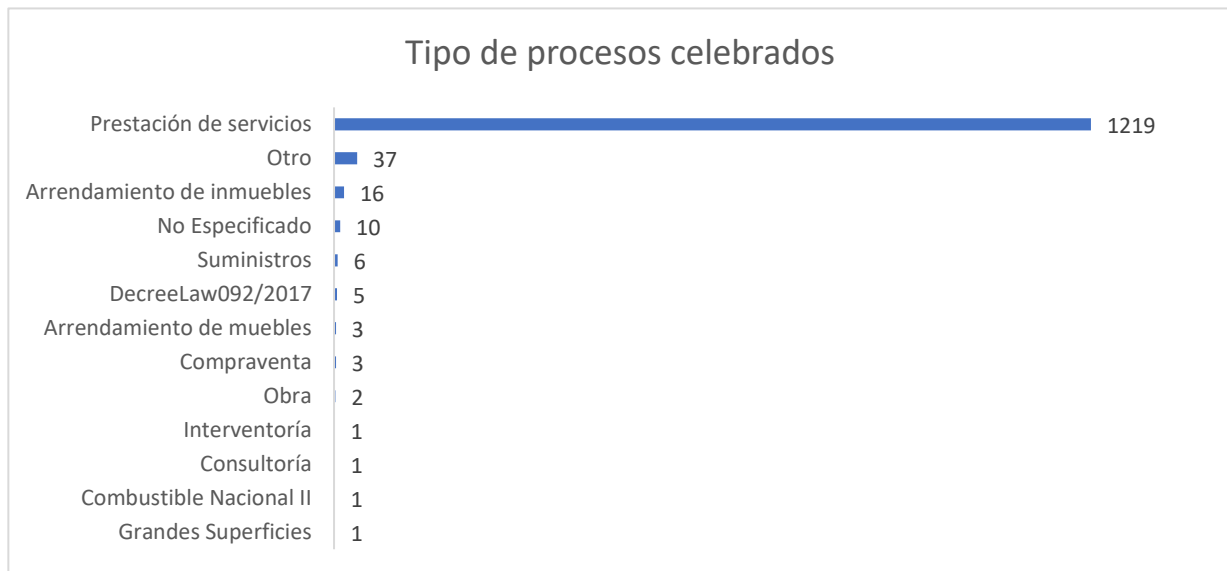 Tipo de procesos celebrados
Prestación de servicios 1219
Otro 37
Arrendamiento de inmuebles 16
No Especificado 10
Suministros 6
DecreeLaw092/2017 5
Arrendamiento de muebles 3
Compraventa 3
Obra 2
Interventoría 1
Consultoría 1
Combustible Nacional II 1
Grandes Superficies 1